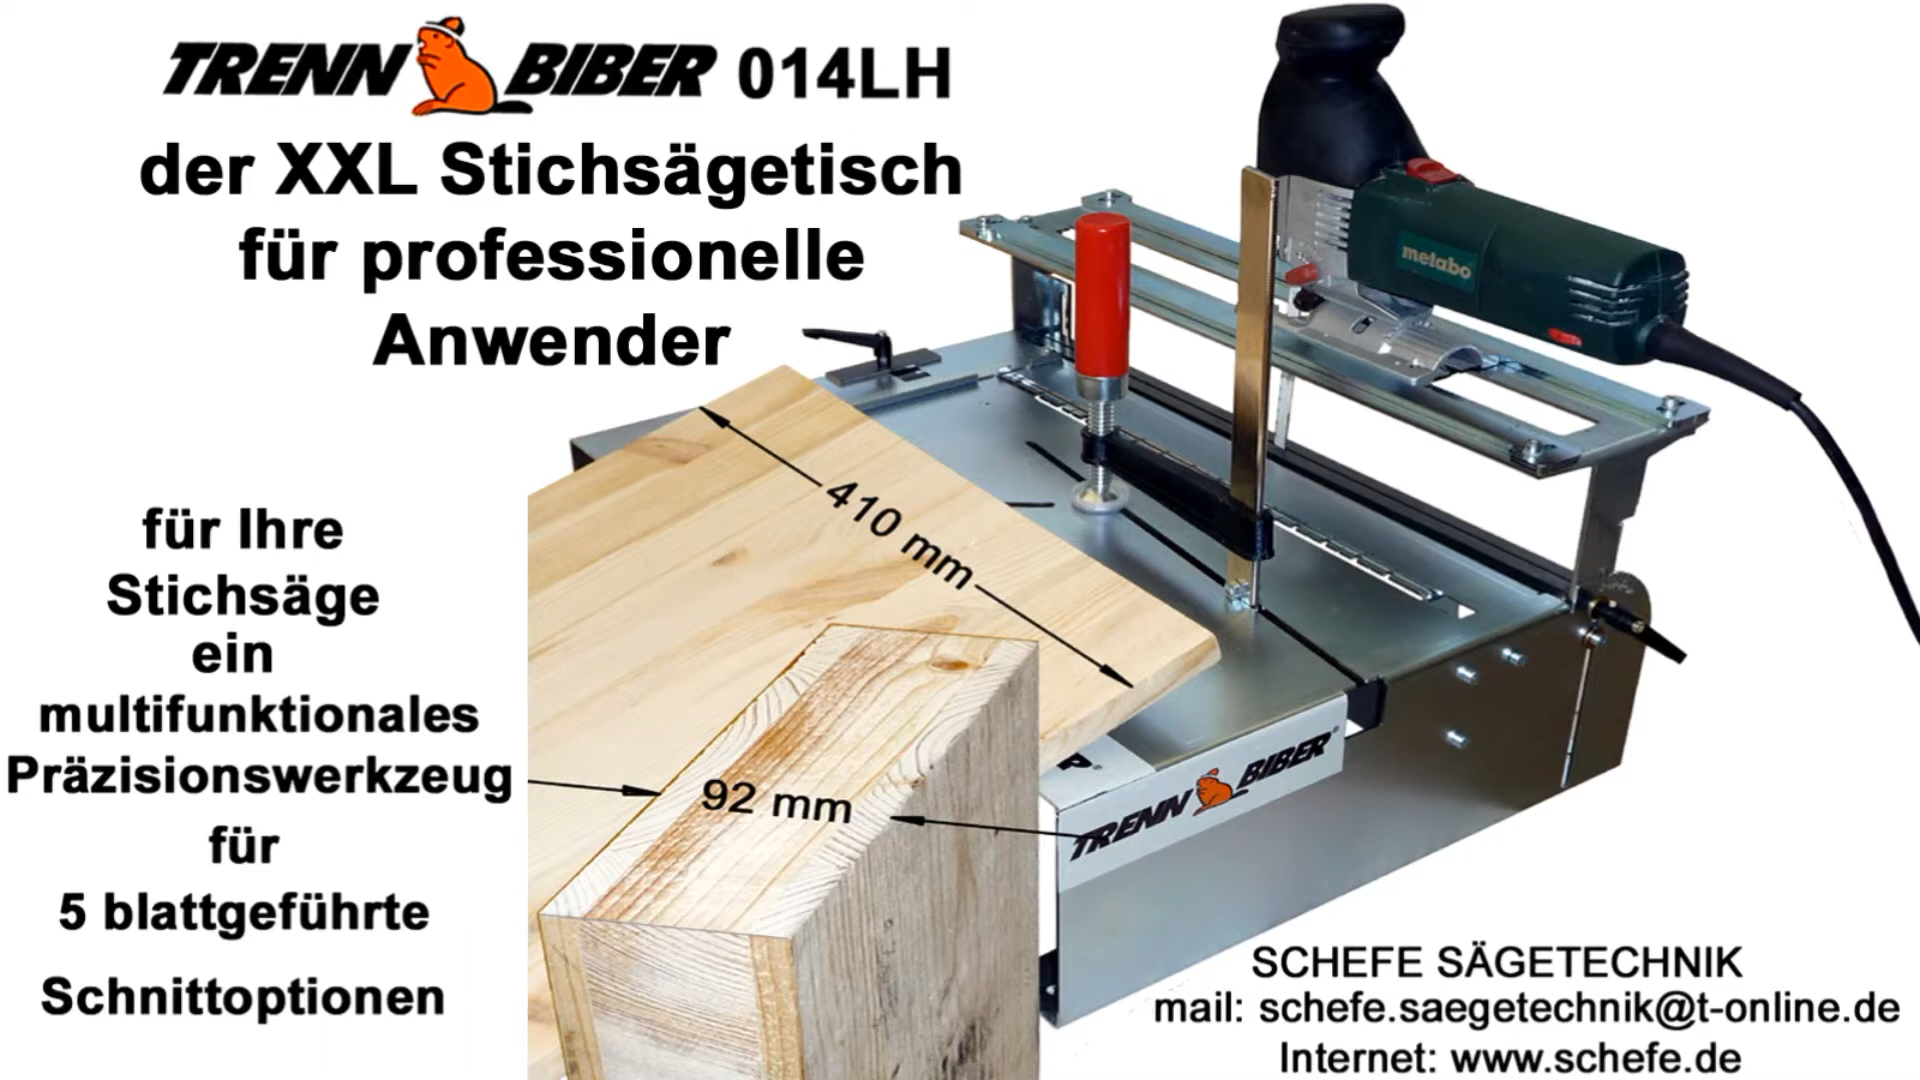 TRENN BIBER 014LH
der XXL Stichsägetisch
für professionelle
Anwender
metabo
410 mm
für Ihre
Stichsäge
ein
multifunktionales
Präzisionswerkzeug
für
5 blattgeführte
Schnittoptionen
92 mm
P®
TRENN BIBER®
SCHEFE SÄGETECHNIK
mail: schefe.saegetechnik@t-online.de
Internet: www.schefe.de